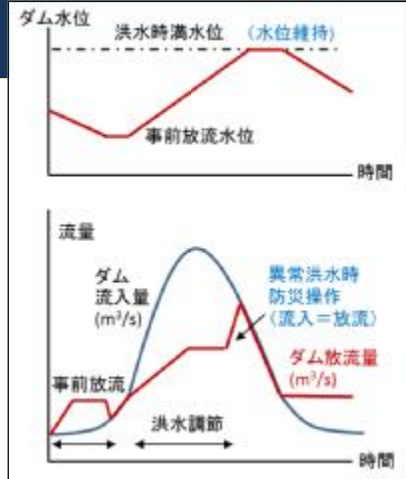 ダム水位
洪水時満水位 (水位維持)
事前放流水位
時間
流量
ダム
流入量
(m³/s)
異常洪水時
防災操作
(流入=放流)
ダム放流量
(m³/s)
事前放流
洪水調節
時間